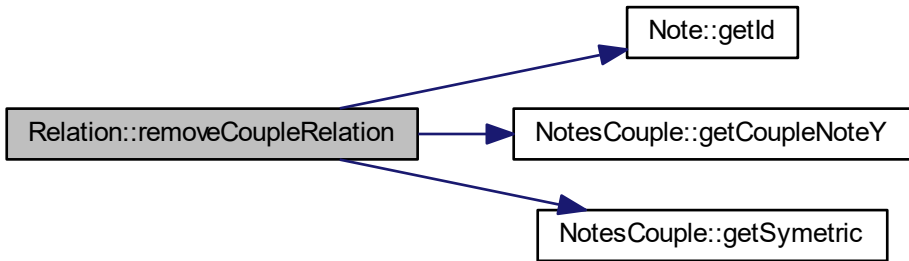 Note::getId
Relation::removeCoupleRelation
NotesCouple::getCoupleNoteY
NotesCouple::getSymetric